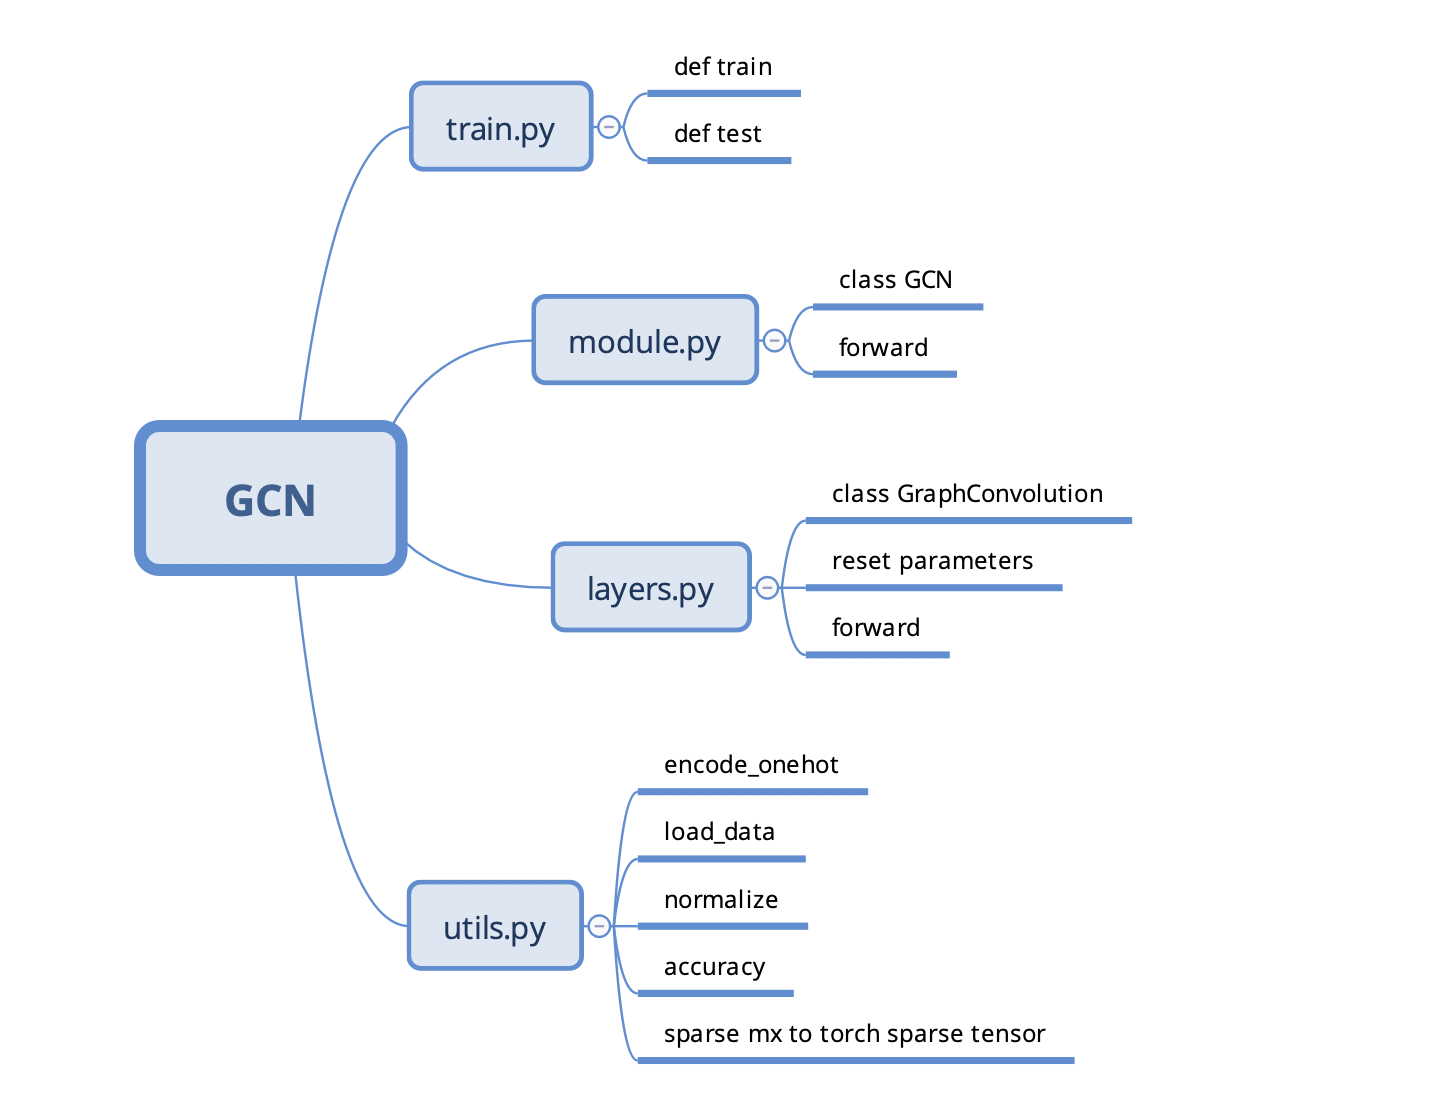 def train
train.py
def test
class GCN
module.py
forward
GCN
class GraphConvolution
reset parameters
layers.py
forward
encode_onehot
load_data
normalize
utils.py
accuracy
sparse mx to torch sparse tensor